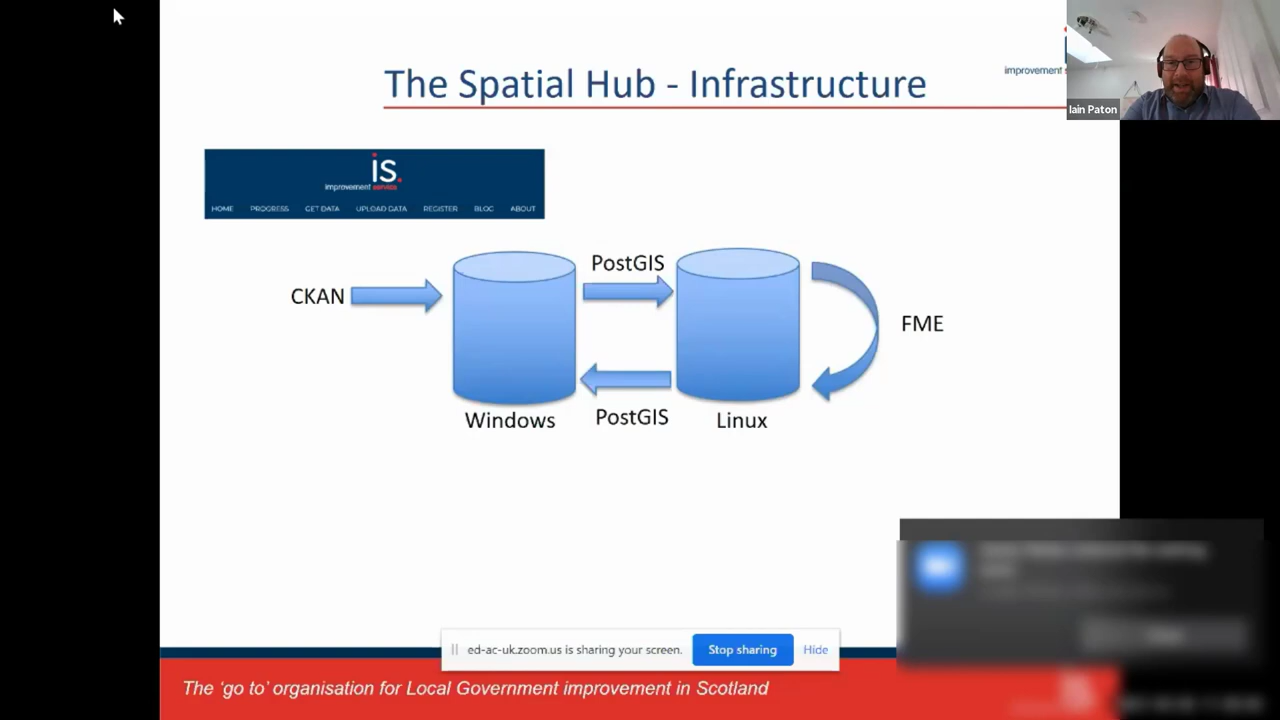 The Spatial Hub - Infrastructure
improvement
Iain Paton
is.
improvement service
HOME PROGRESS GET DATA UPLOAD DATA REGISTER BLOG ABOUT
PostGIS
CKAN
FME
PostGIS
Windows
Linux
ed-ac-uk.zoom.us is sharing your screen. Stop sharing Hide
The 'go to' organisation for Local Government improvement in Scotland